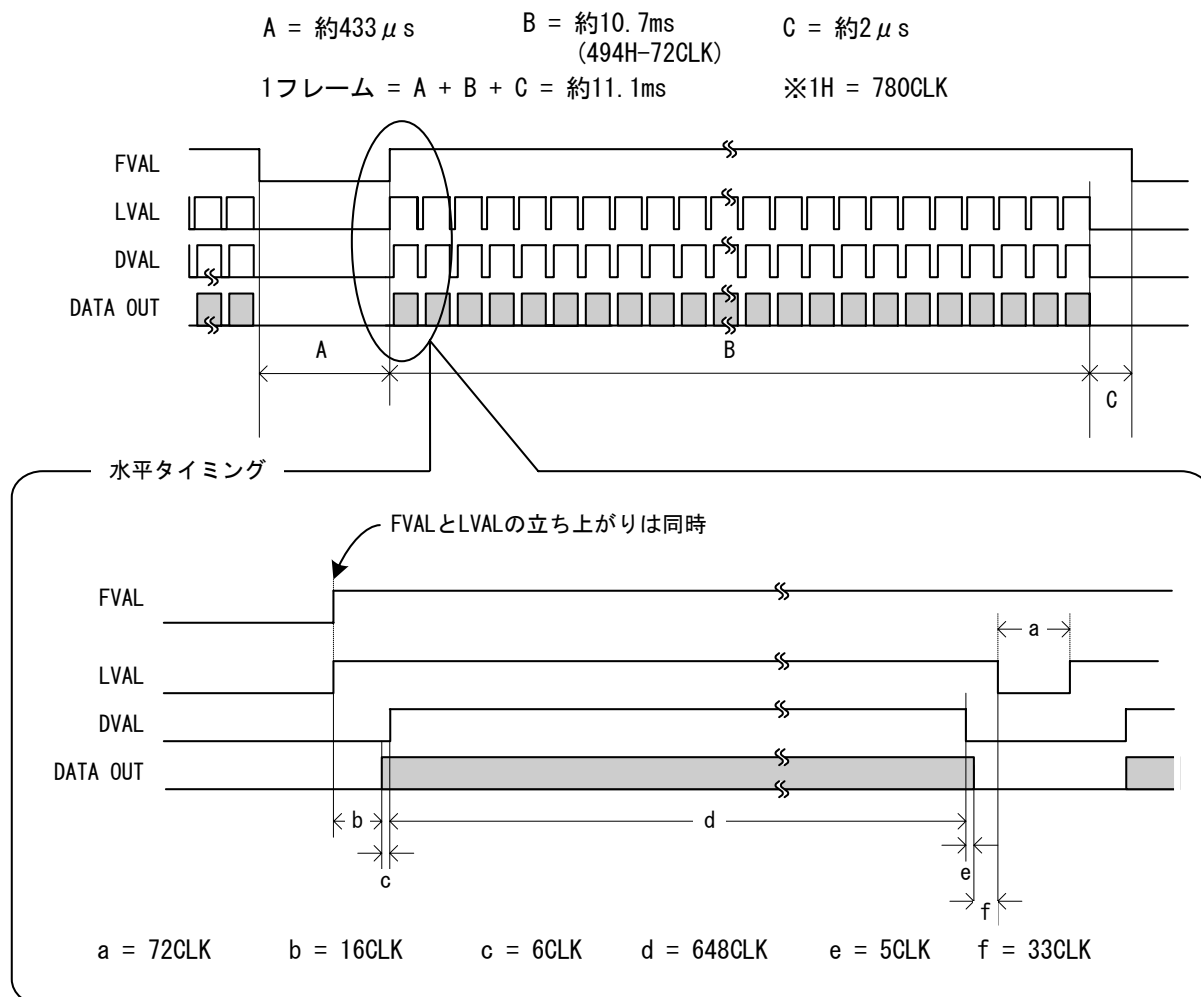 A = 約433μs B = 約10.7ms C = 約2μs
(494H-72CLK)
1フレーム = A + B + C = 約11.1ms ※1H = 780CLK
FVAL
LVAL
DVAL
DATA OUT
A
B
C
水平タイミング
FVALとLVALの立ち上がりは同時
FVAL
a
LVAL
DVAL
DATA OUT
b
d
c
e
f
a = 72CLK b = 16CLK c = 6CLK d = 648CLK e = 5CLK f = 33CLK